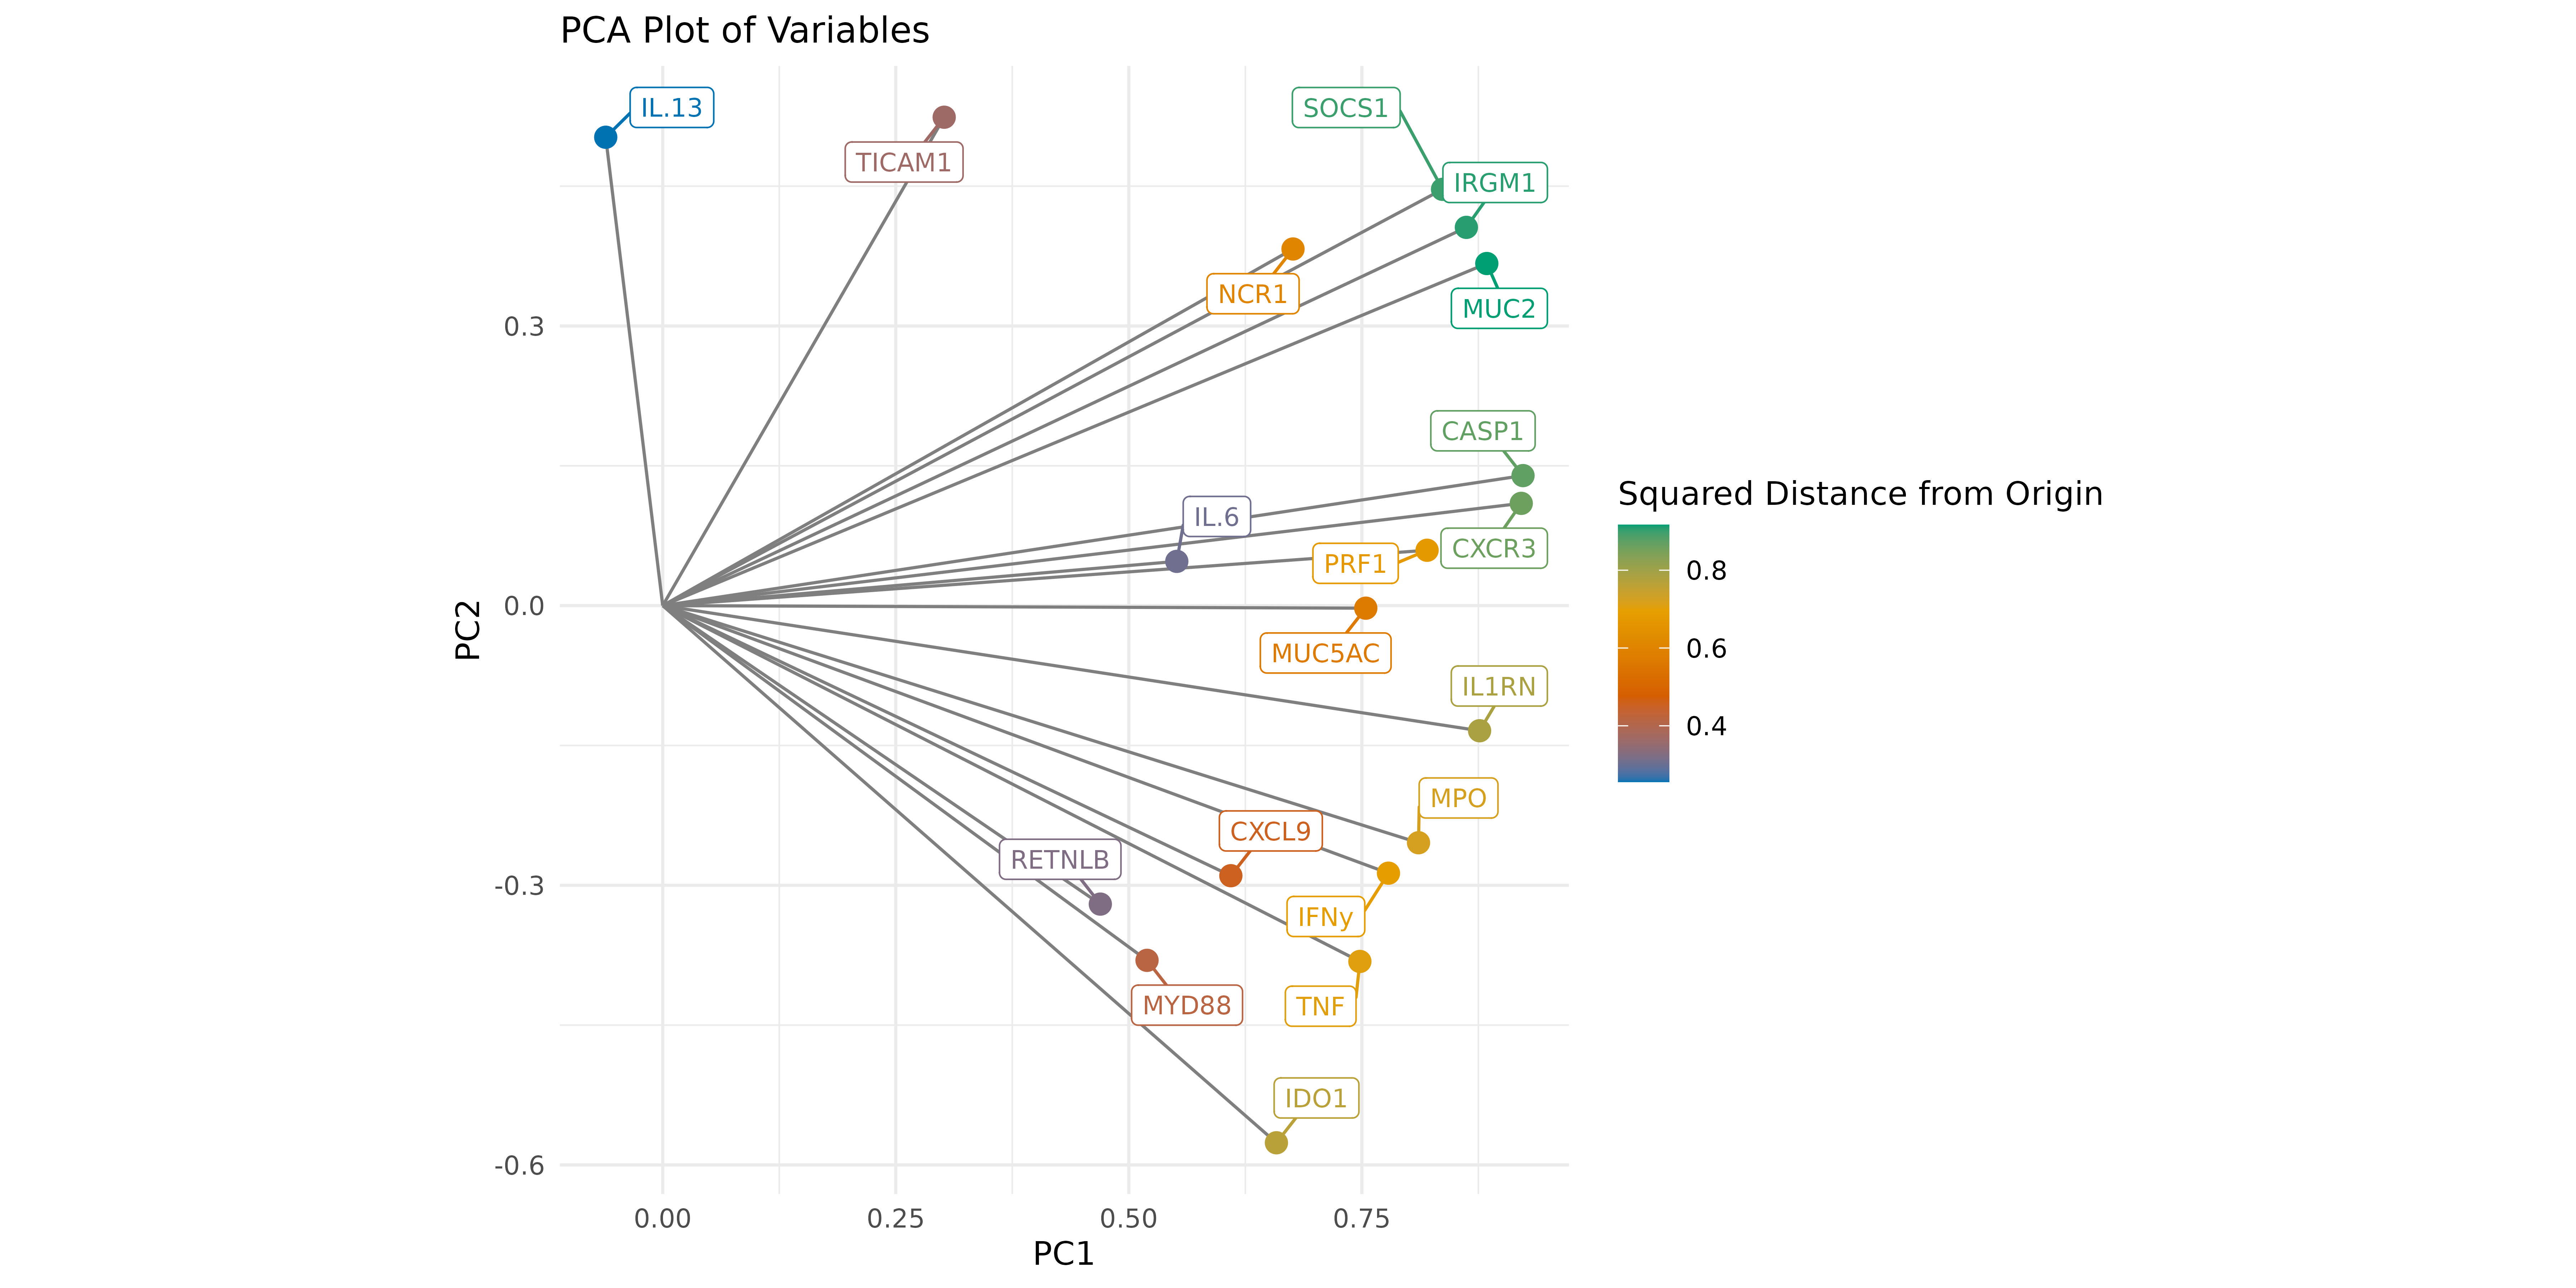 PCA Plot of Variables
IL.13
SOCS1
TICAM1
IRGM1
NCR1
MUC2
0.3
CASP1
IL.6
CXCR3
PRF1
0.0
PC2
MUC5AC
IL1RN
MPO
CXCL9
RETNLB
-0.3
IFNy
MYD88
TNF
IDO1
-0.6
0.00 0.25 0.50 0.75
PC1
Squared Distance from Origin
0.8
0.6
0.4